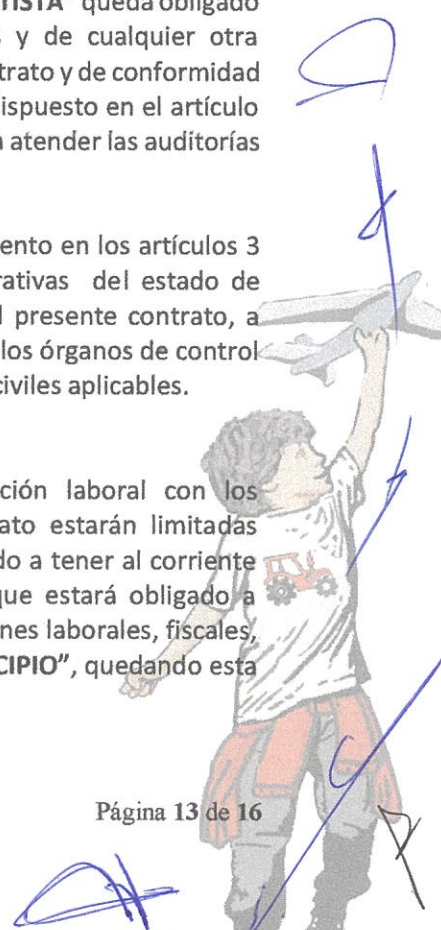 TISTA" queda obligado
s y de cualquier otra
trato y de conformidad
ispuesto en el artículo
a atender las auditorías
ento en los artículos 3
rativas del estado de
l presente contrato, a
los órganos de control
civiles aplicables.
ción laboral con los
ato estarán limitadas
do a tener al corriente
que estará obligado a
nes laborales, fiscales,
CIPIO", quedando esta
Página 13 de 16